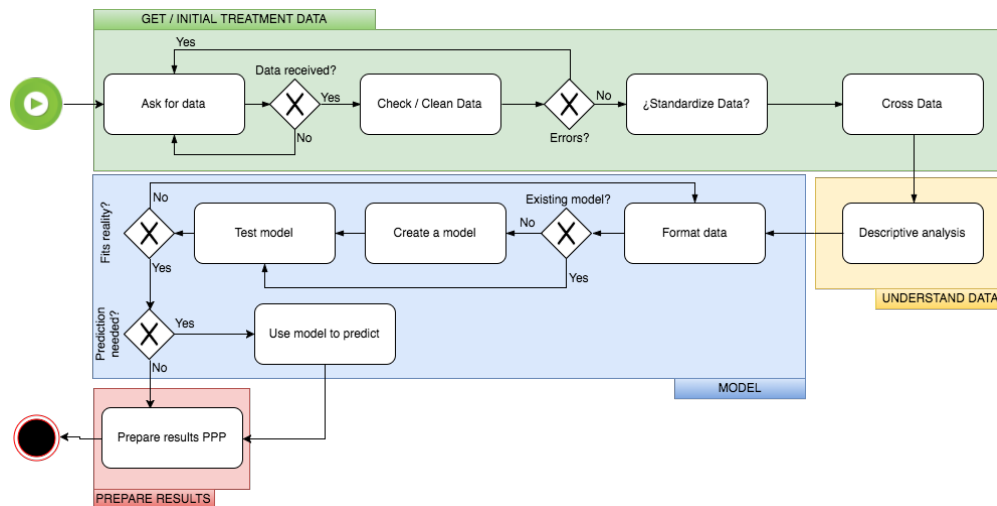 GET / INITIAL TREATMENT DATA
Yes
Data received?
Ask for data
Yes
Check / Clean Data
No
¿Standardize Data?
Cross Data
No
Errors?
No
Existing model?
Fits reality?
Test model
Create a model
No
Format data
Descriptive analysis
Yes
Yes
UNDERSTAND DATA
Prediction
needed?
Yes
Use model to predict
No
MODEL
Prepare results PPP
PREPARE RESULTS